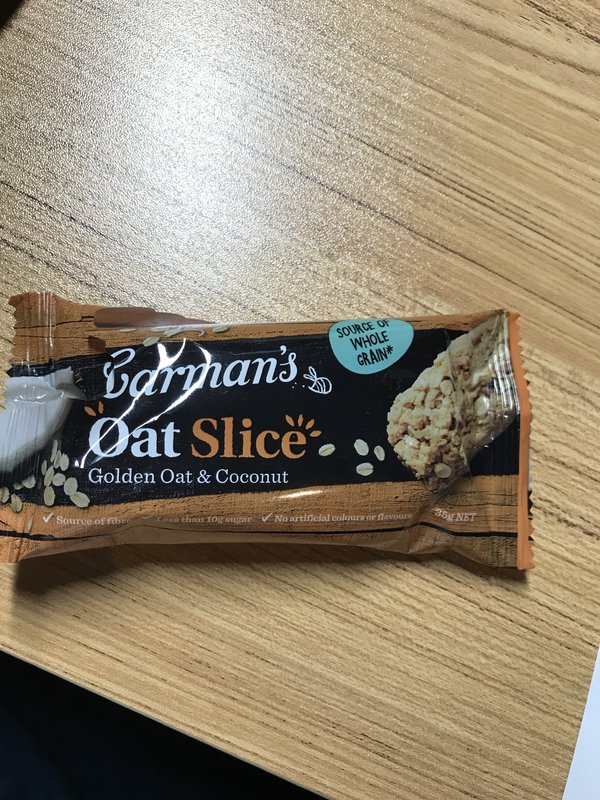 SOURCE OF
WHOLE
GRAIN*
Carman's
Oat Slice
Golden Oat & Coconut
✓ Source of fibre Less than 10g sugar ✓ No artificial colours or flavours 35g NET